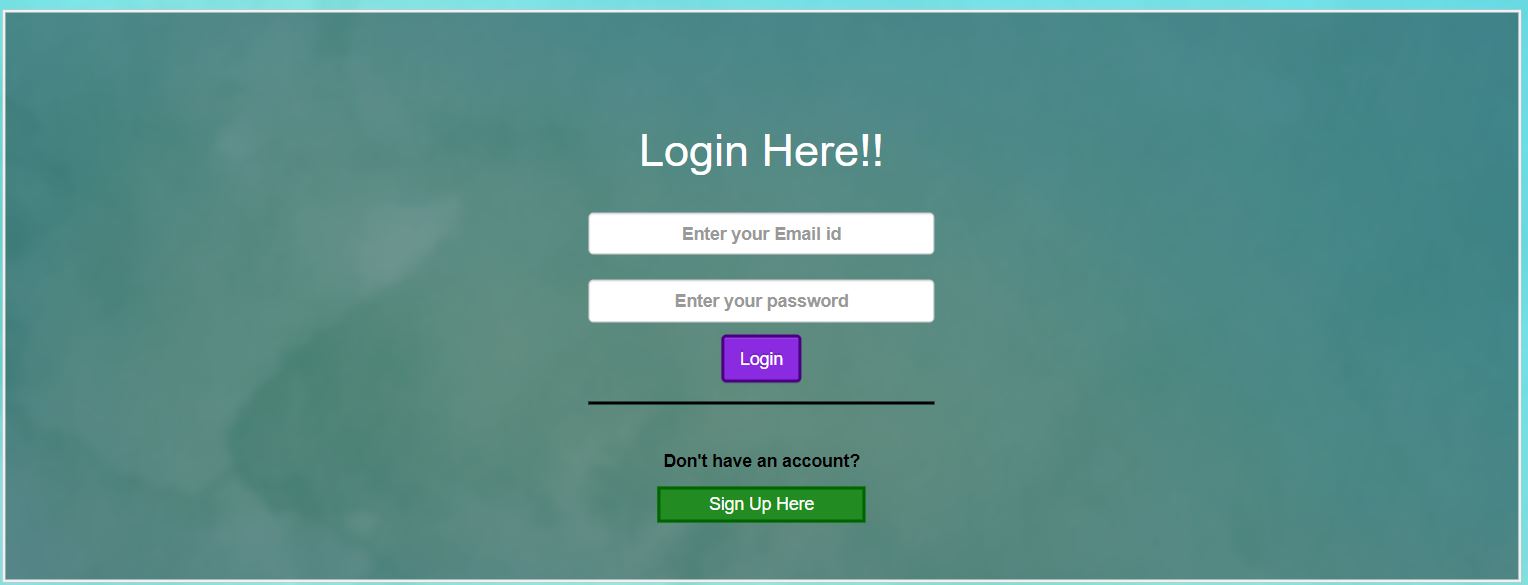 Login Here!!
Enter your Email id
Enter your password
Login
Don't have an account?
Sign Up Here